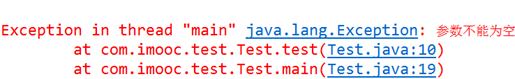 Exception in thread "main" java.lang.Exception: 参数不能为空
at com.imooc.test.Test.test(Test.java:10)
at com.imooc.test.Test.main(Test.java:19)